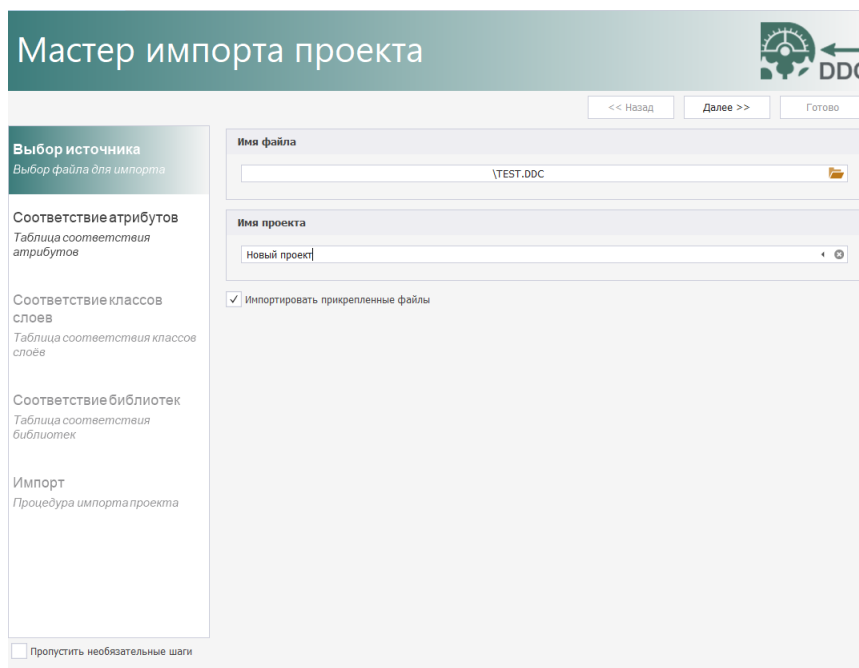 Мастер импорта проекта
DDC
<< Назад
Далее >>
Готово
Выбор источника
Выбор файла для импорта
Соответствие атрибутов
Таблица соответствия
атрибутов
Соответствие классов
слоев
Таблица соответствия классов
слоёв
Соответствие библиотек
Таблица соответствия
библиотек
Импорт
Процедура импорта проекта
Пропустить необязательные шаги
Имя файла
\TEST.DDC
Имя проекта
Новый проект
Импортировать прикрепленные файлы